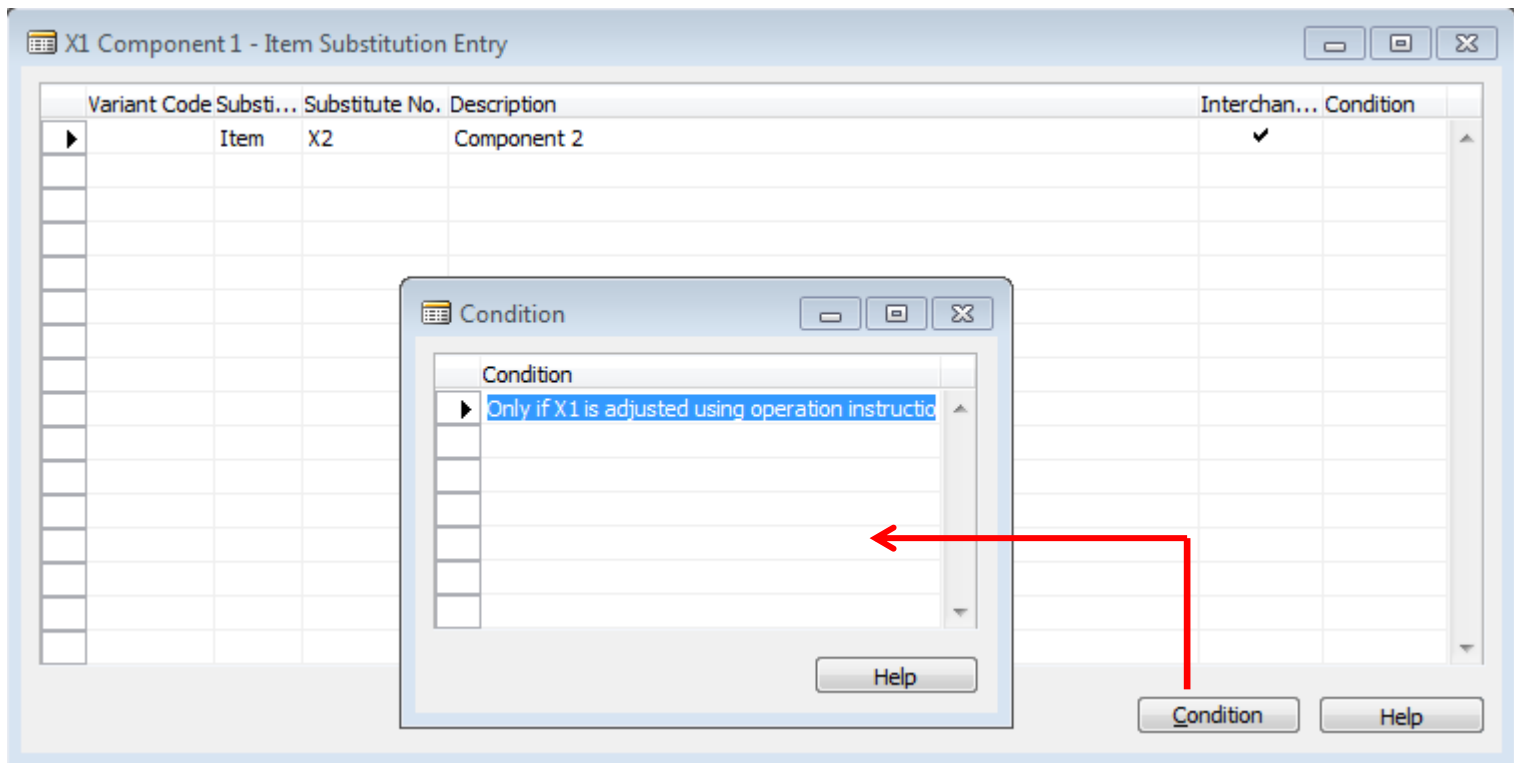 X1 Component 1 - Item Substitution Entry
Variant Code Substi... Substitute No. Description Interchan... Condition
Item X2 Component 2
Condition
Condition
Only if X1 is adjusted using operation instructio
Help
Condition Help